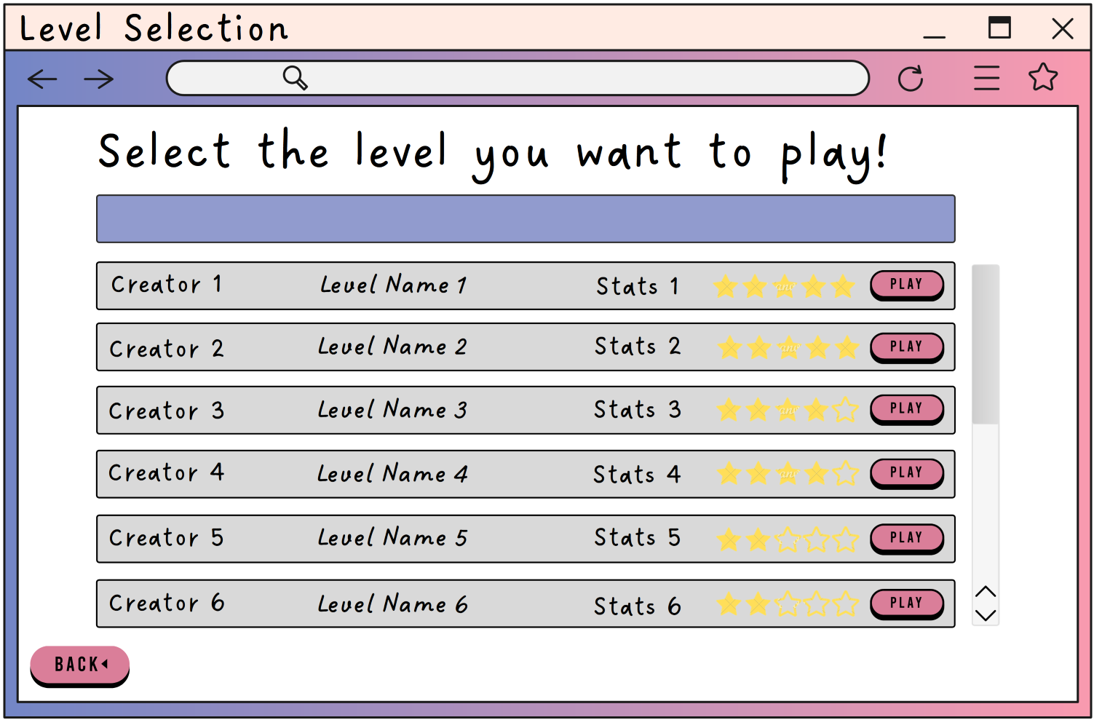 Level Selection
Select the level you want to play!
Creator 1 Level Name 1 Stats 1 PLAY
Creator 2 Level Name 2 Stats 2 PLAY
Creator 3 Level Name 3 Stats 3 PLAY
Creator 4 Level Name 4 Stats 4 PLAY
Creator 5 Level Name 5 Stats 5 PLAY
Creator 6 Level Name 6 Stats 6 PLAY
BACK